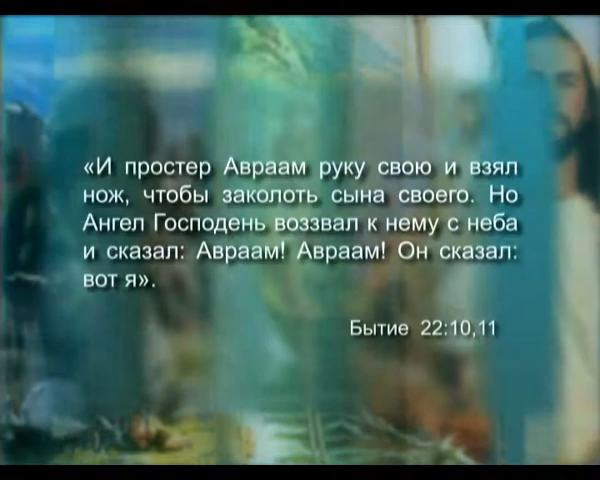 «И простер Авраам руку свою и взял
нож, чтобы заколоть сына своего. Но
Ангел Господень воззвал к нему с неба
и сказал: Авраам! Авраам! Он сказал:
вот я».
Бытие 22:10,11